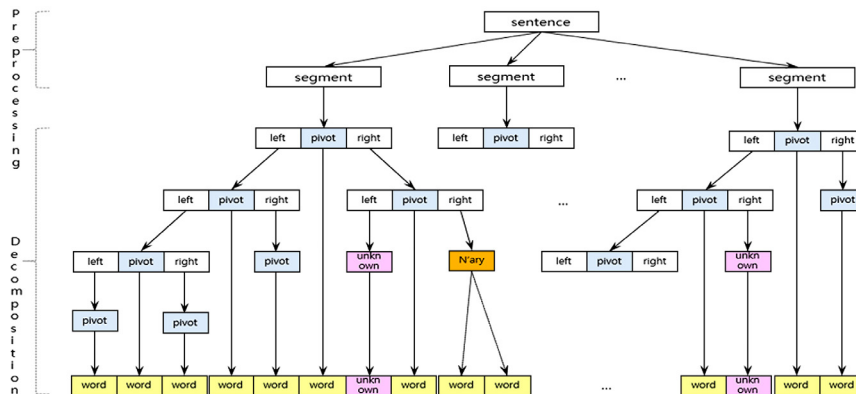 Preprocessing
sentence
segment segment ... segment
left pivot right left pivot right left pivot right
left pivot right left pivot right ... left pivot right pivot
Decomposition
left pivot right pivot unkn own N'ary left pivot right unkn own
pivot pivot
word word word word word word unkn own word word word ... word unkn own word word